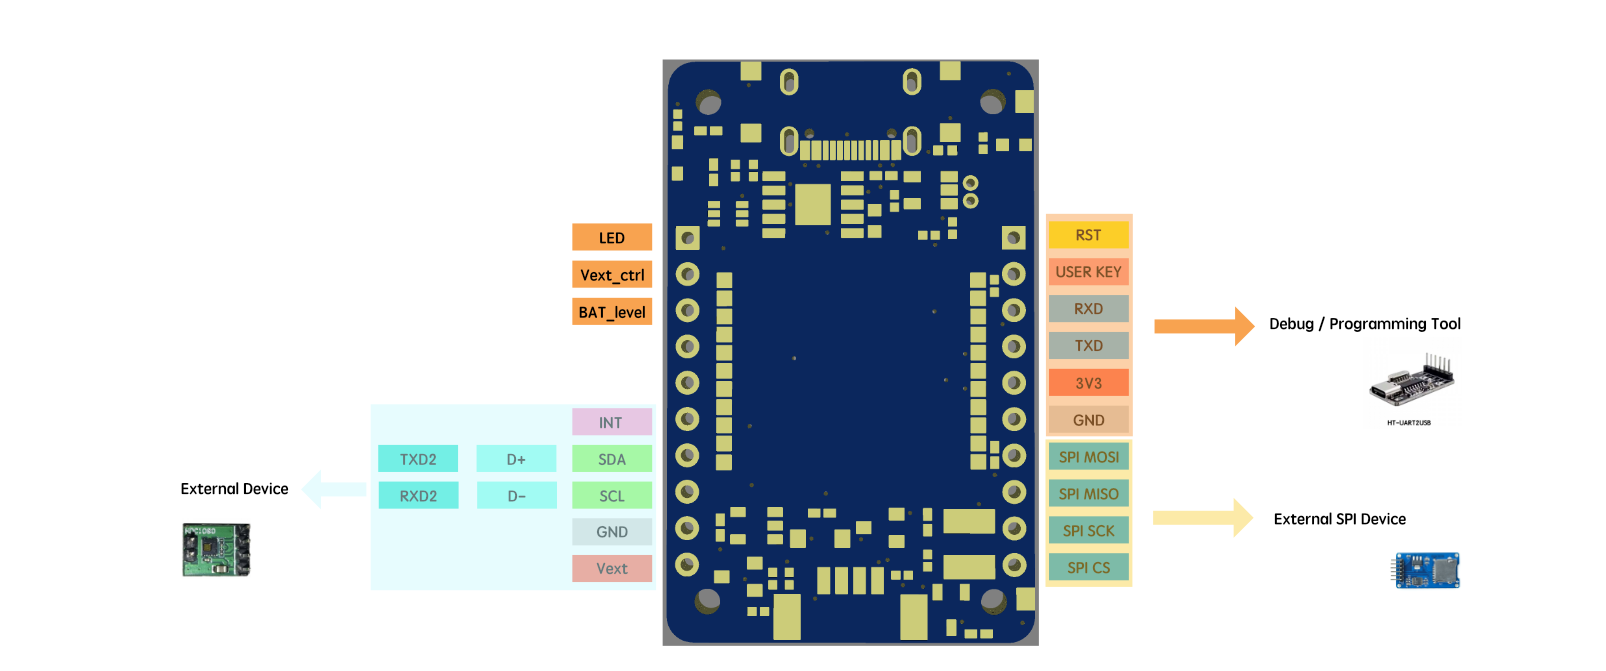 LED
Vext_ctrl
BAT_level
INT
TXD2 D+ SDA
RXD2 D- SCL
GND
Vext
External Device
HDC1080
RST
USER KEY
RXD
TXD
3V3
GND
SPI MOSI
SPI MISO
SPI SCK
SPI CS
Debug / Programming Tool
HT-UART2USB
External SPI Device